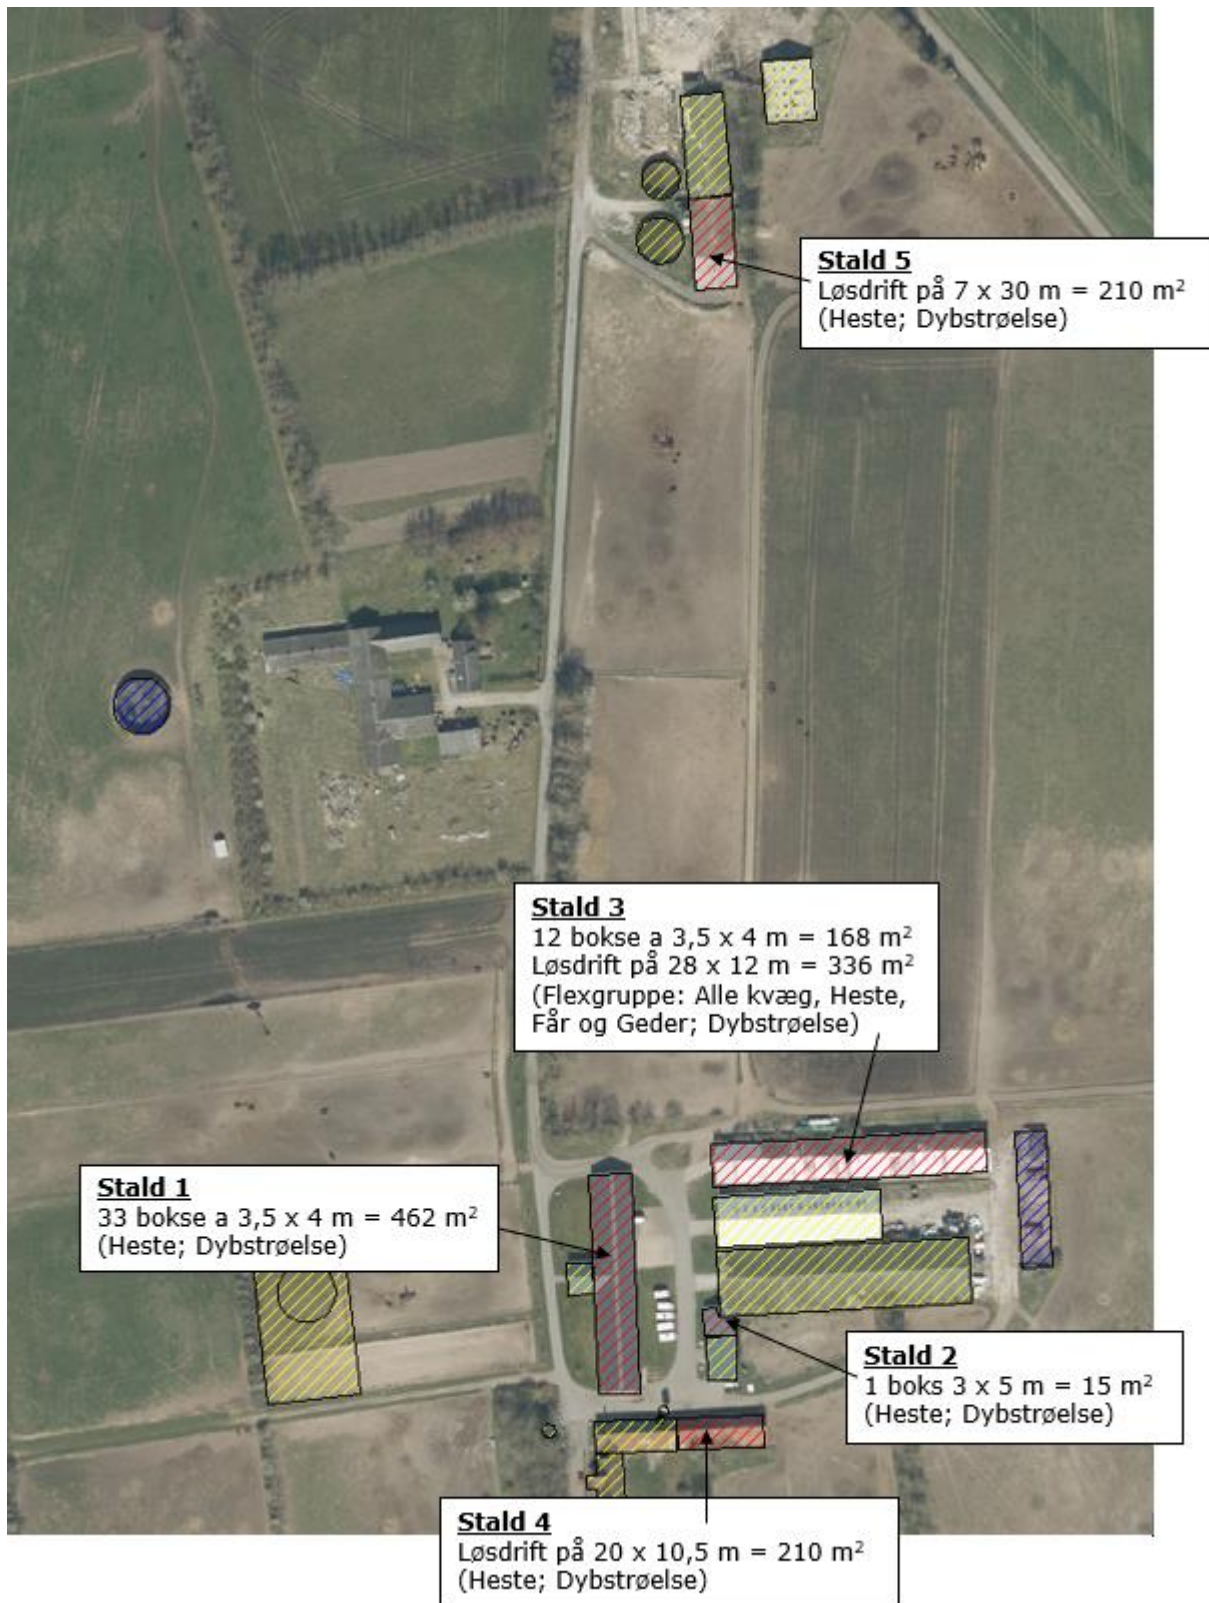 Stald 5
Løsdrift på 7 x 30 m = 210 m²
(Heste; Dybstrøelse)
Stald 3
12 bokse a 3,5 x 4 m = 168 m²
Løsdrift på 28 x 12 m = 336 m²
(Flexgruppe: Alle kvæg, Heste,
Får og Geder; Dybstrøelse)
Stald 1
33 bokse a 3,5 x 4 m = 462 m²
(Heste; Dybstrøelse)
Stald 2
1 boks 3 x 5 m = 15 m²
(Heste; Dybstrøelse)
Stald 4
Løsdrift på 20 x 10,5 m = 210 m²
(Heste; Dybstrøelse)